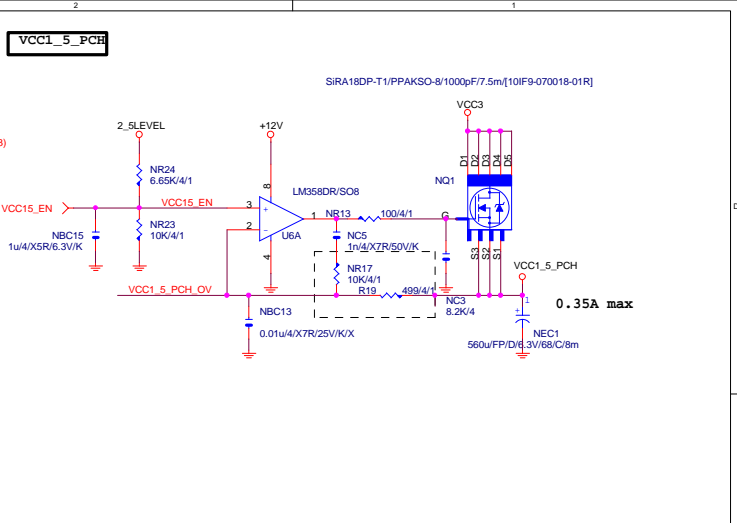 2
1
VCC1_5_PCH
SiRA18DP-T1/PPAKSO-8/1000pF/7.5m/[10IF9-070018-01R]
VCC3
2_5LEVEL
+12V
D1
D2
D3
D4
D5
NR24
6.65K/4/1
NQ1
8
LM358DR/SO8
VCC15_EN
VCC15_EN
3
+
1
NR13
100/4/1
G
2
-
U6A
NR23
10K/4/1
NBC15
1u/4/X5R/6.3V/K
4
NC5
1n/4/X7R/50V/K
S3
S2
S1
NR17
10K/4/1
VCC1_5_PCH
VCC1_5_PCH_OV
R19
499/4/1
NC3
8.2K/4
1
+
0.35A max
NBC13
0.01u/4/X7R/25V/K/X
NEC1
560u/FP/D/6.3V/68/C/8m